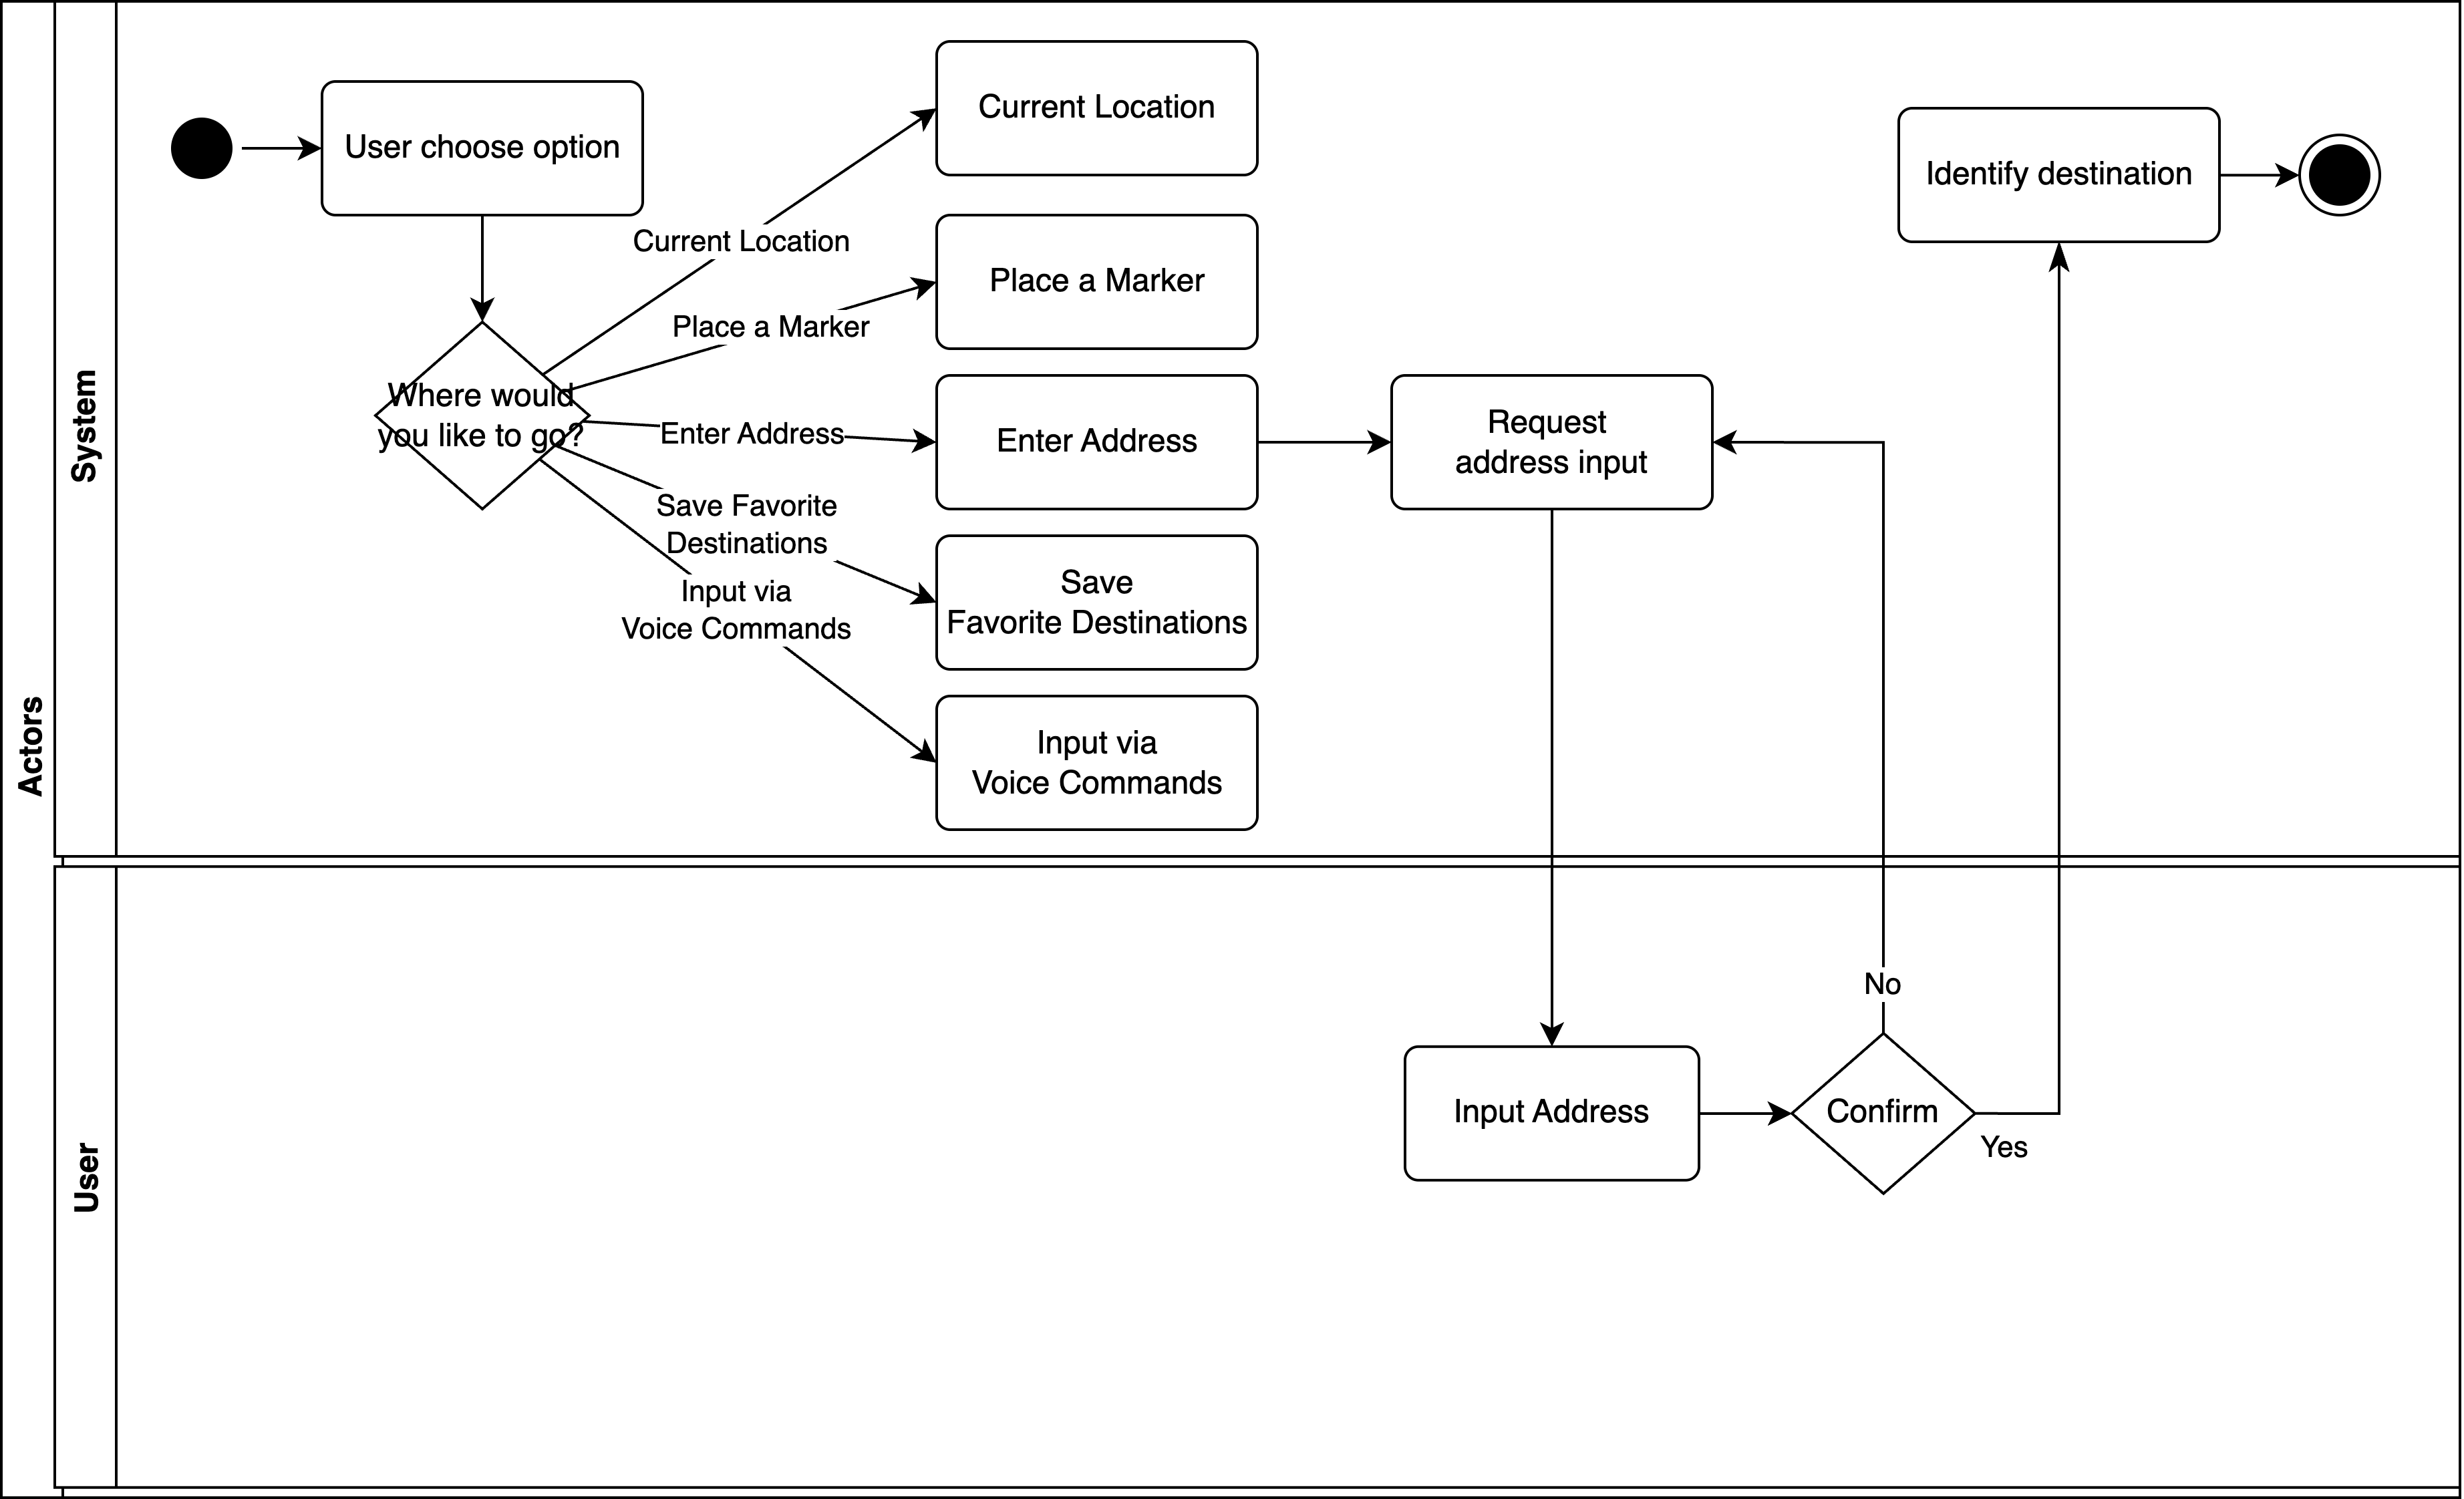 Actors
System
User choose option
Where would
you like to go?
Current Location
Place a Marker
Enter Address
Save Favorite
Destinations
Input via
Voice Commands
Current Location
Place a Marker
Enter Address
Save
Favorite Destinations
Input via
Voice Commands
Request
address input
Identify destination
User
Input Address
Confirm
No
Yes